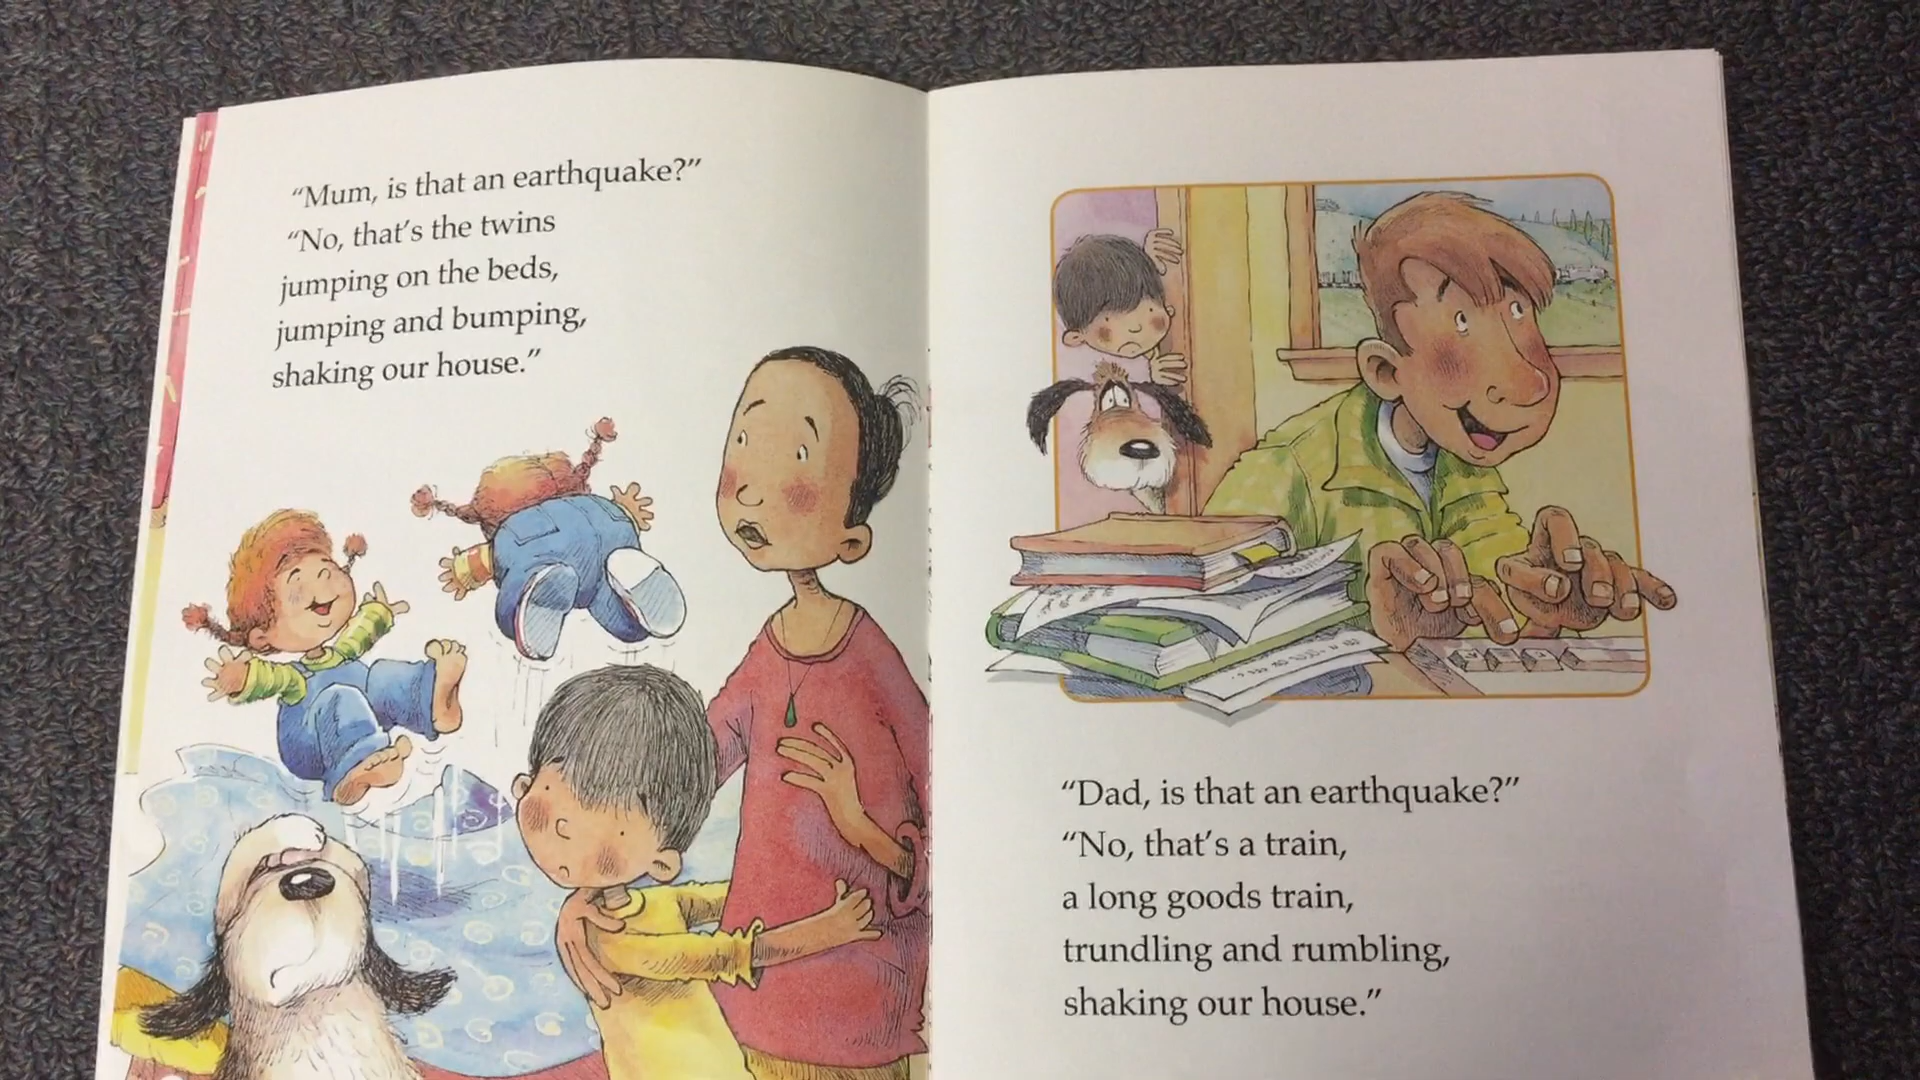 “Mum, is that an earthquake?”
“No, that’s the twins
jumping on the beds,
jumping and bumping,
shaking our house.”
“Dad, is that an earthquake?”
“No, that’s a train,
a long goods train,
trundling and rumbling,
shaking our house.”